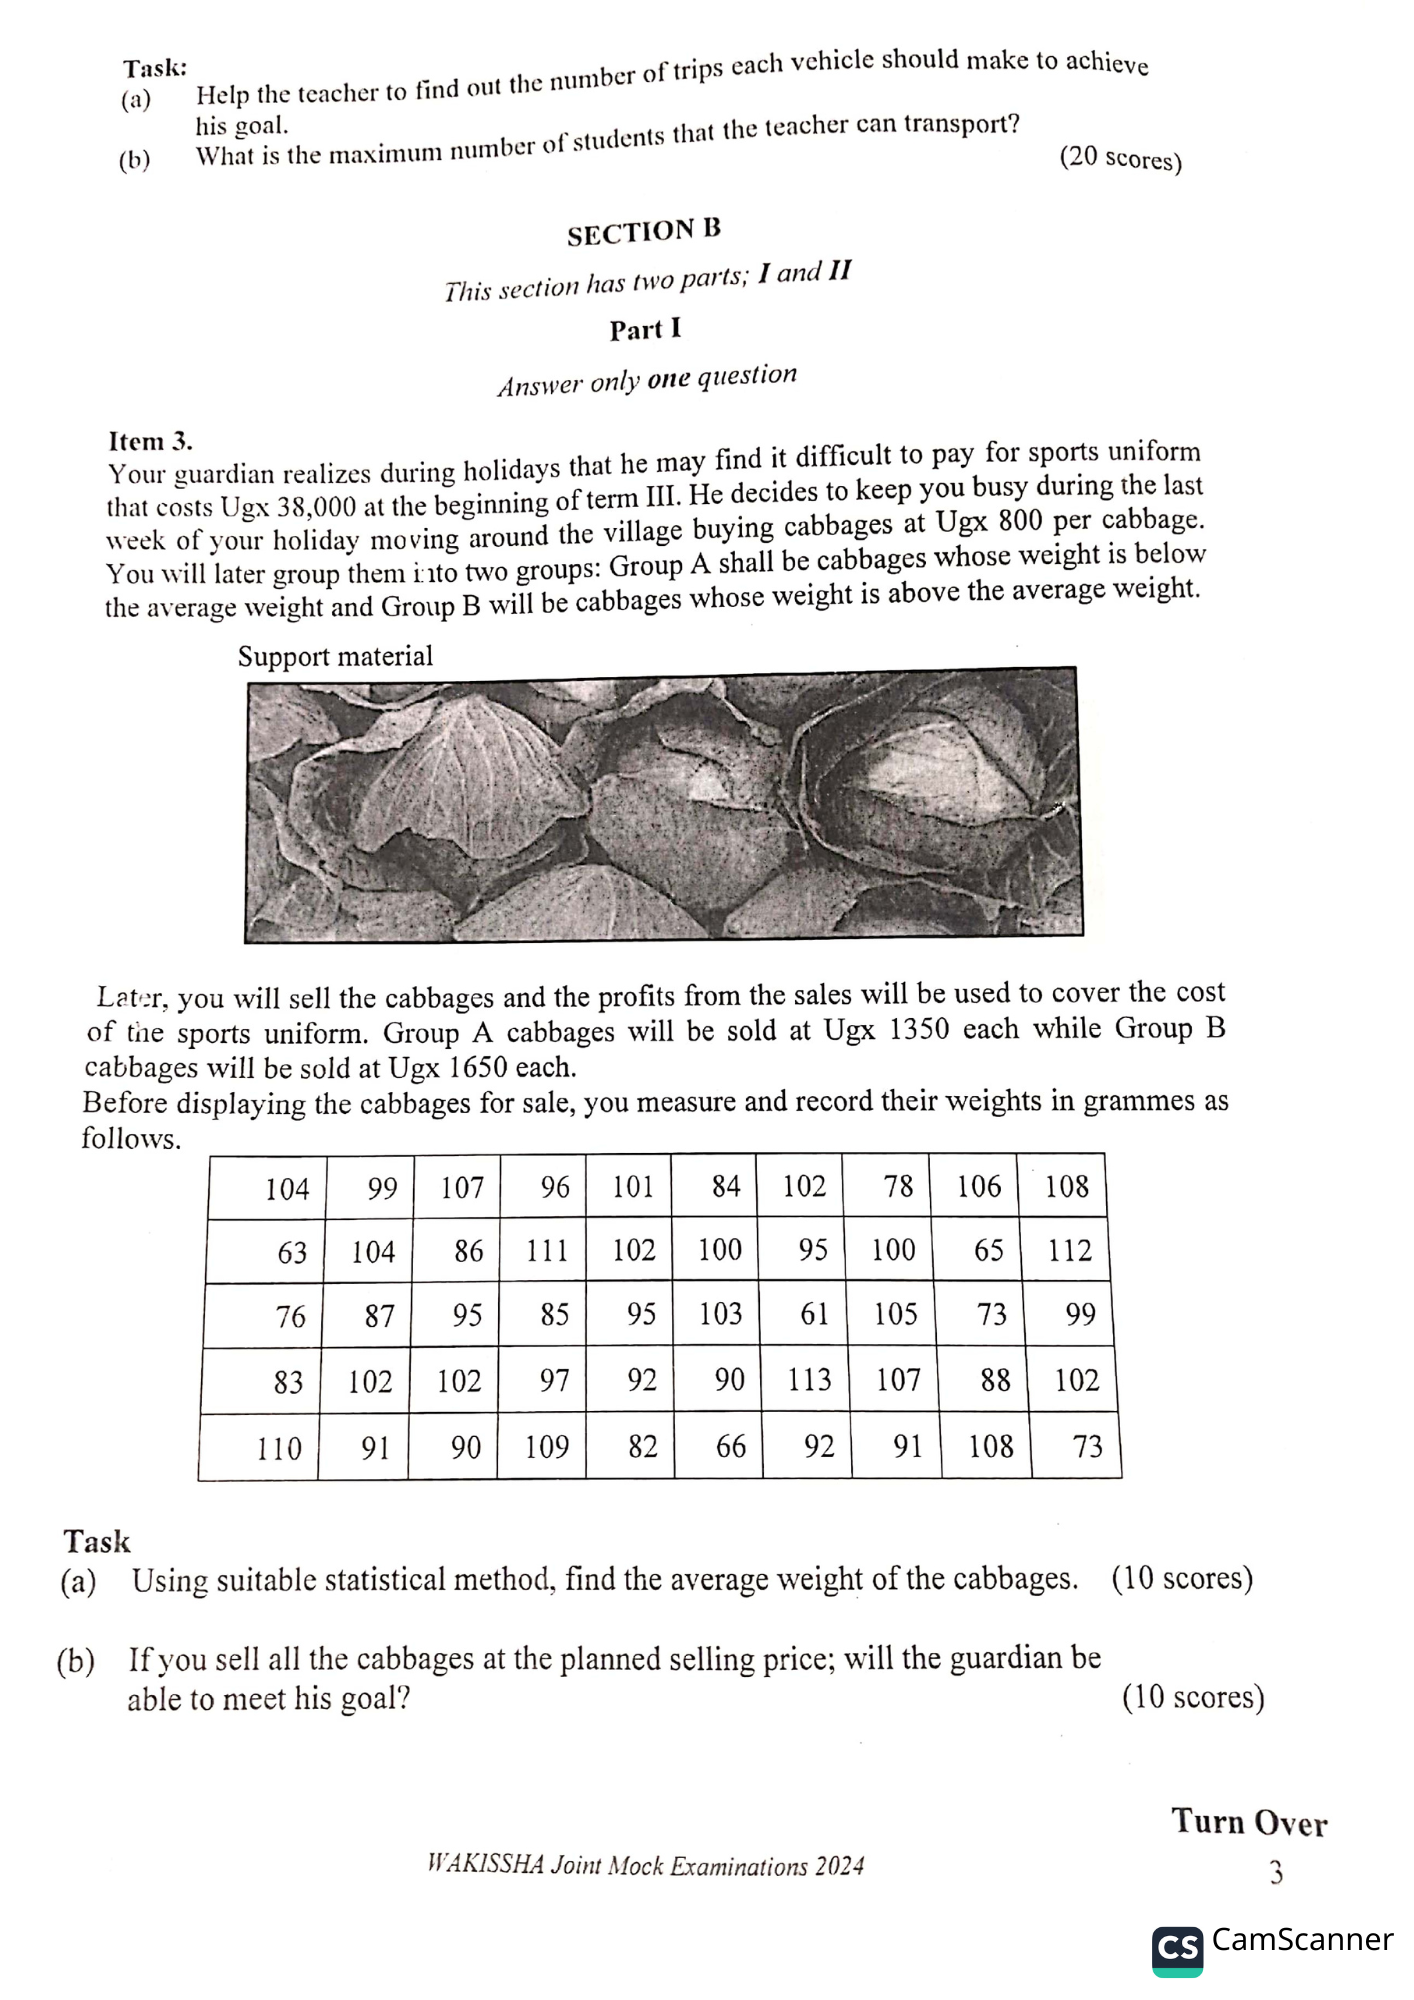 Task:
(a) Help the teacher to find out the number of trips each vehicle should make to achieve
his goal.
(b) What is the maximum number of students that the teacher can transport?
(20 scores)
SECTION B
This section has two parts; I and II
Part I
Answer only one question
Item 3.
Your guardian realizes during holidays that he may find it difficult to pay for sports uniform
that costs Ugx 38,000 at the beginning of term III. He decides to keep you busy during the last
week of your holiday moving around the village buying cabbages at Ugx 800 per cabbage.
You will later group them into two groups: Group A shall be cabbages whose weight is below
the average weight and Group B will be cabbages whose weight is above the average weight.
Support material
Later, you will sell the cabbages and the profits from the sales will be used to cover the cost
of the sports uniform. Group A cabbages will be sold at Ugx 1350 each while Group B
cabbages will be sold at Ugx 1650 each.
Before displaying the cabbages for sale, you measure and record their weights in grammes as
follows.
104 99 107 96 101 84 102 78 106 108
63 104 86 111 102 100 95 100 65 112
76 87 95 85 95 103 61 105 73 99
83 102 102 97 92 90 113 107 88 102
110 91 90 109 82 66 92 91 108 73
Task
(a) Using suitable statistical method, find the average weight of the cabbages. (10 scores)
(b) If you sell all the cabbages at the planned selling price; will the guardian be
able to meet his goal? (10 scores)
Turn Over
WAKISSHA Joint Mock Examinations 2024
3
CS CamScanner